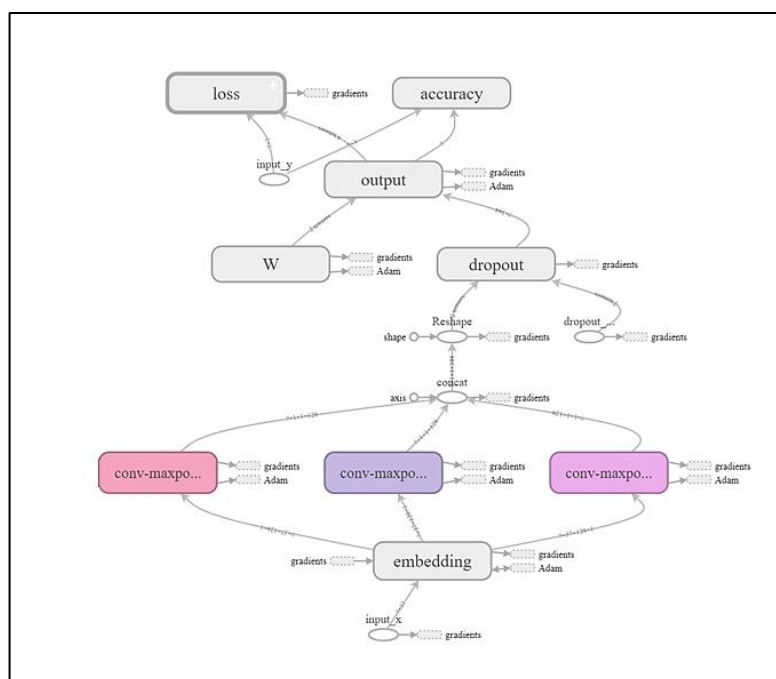 loss
gradients
accuracy
input_y
output
gradients
Adam
W
gradients
Adam
dropout
gradients
shape
Reshape
gradients
dropout_...
gradients
axis
concat
gradients
conv-maxpo...
gradients
Adam
conv-maxpo...
gradients
Adam
conv-maxpo...
gradients
Adam
gradients
embedding
gradients
Adam
input_x
gradients